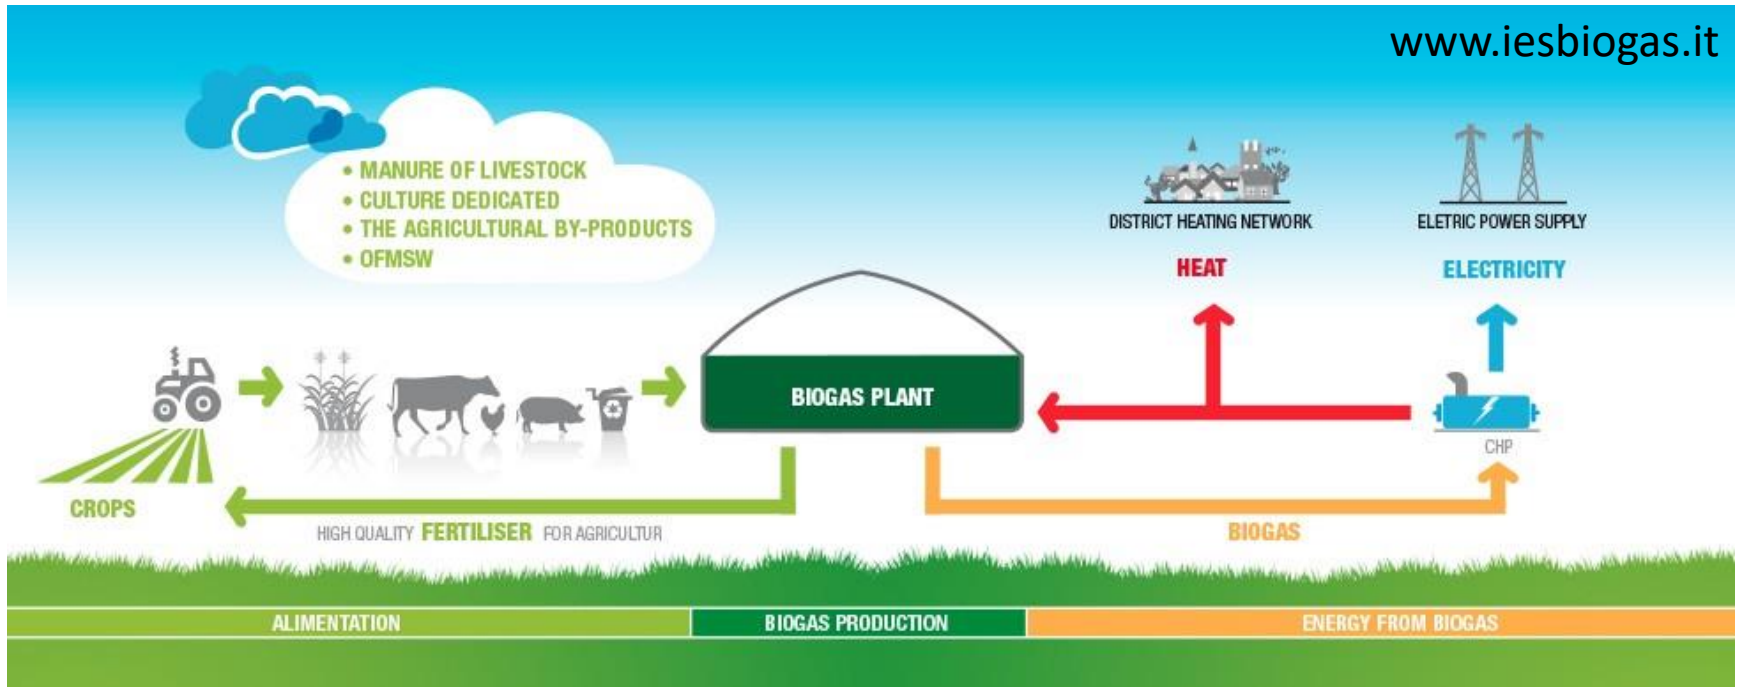 www.iesbiogas.it
• MANURE OF LIVESTOCK
• CULTURE DEDICATED
• THE AGRICULTURAL BY-PRODUCTS
• OFMSW
DISTRICT HEATING NETWORK
HEAT
ELETRIC POWER SUPPLY
ELECTRICITY
BIOGAS PLANT
CHP
CROPS
HIGH QUALITY FERTILISER FOR AGRICULTUR
BIOGAS
ALIMENTATION
BIOGAS PRODUCTION
ENERGY FROM BIOGAS